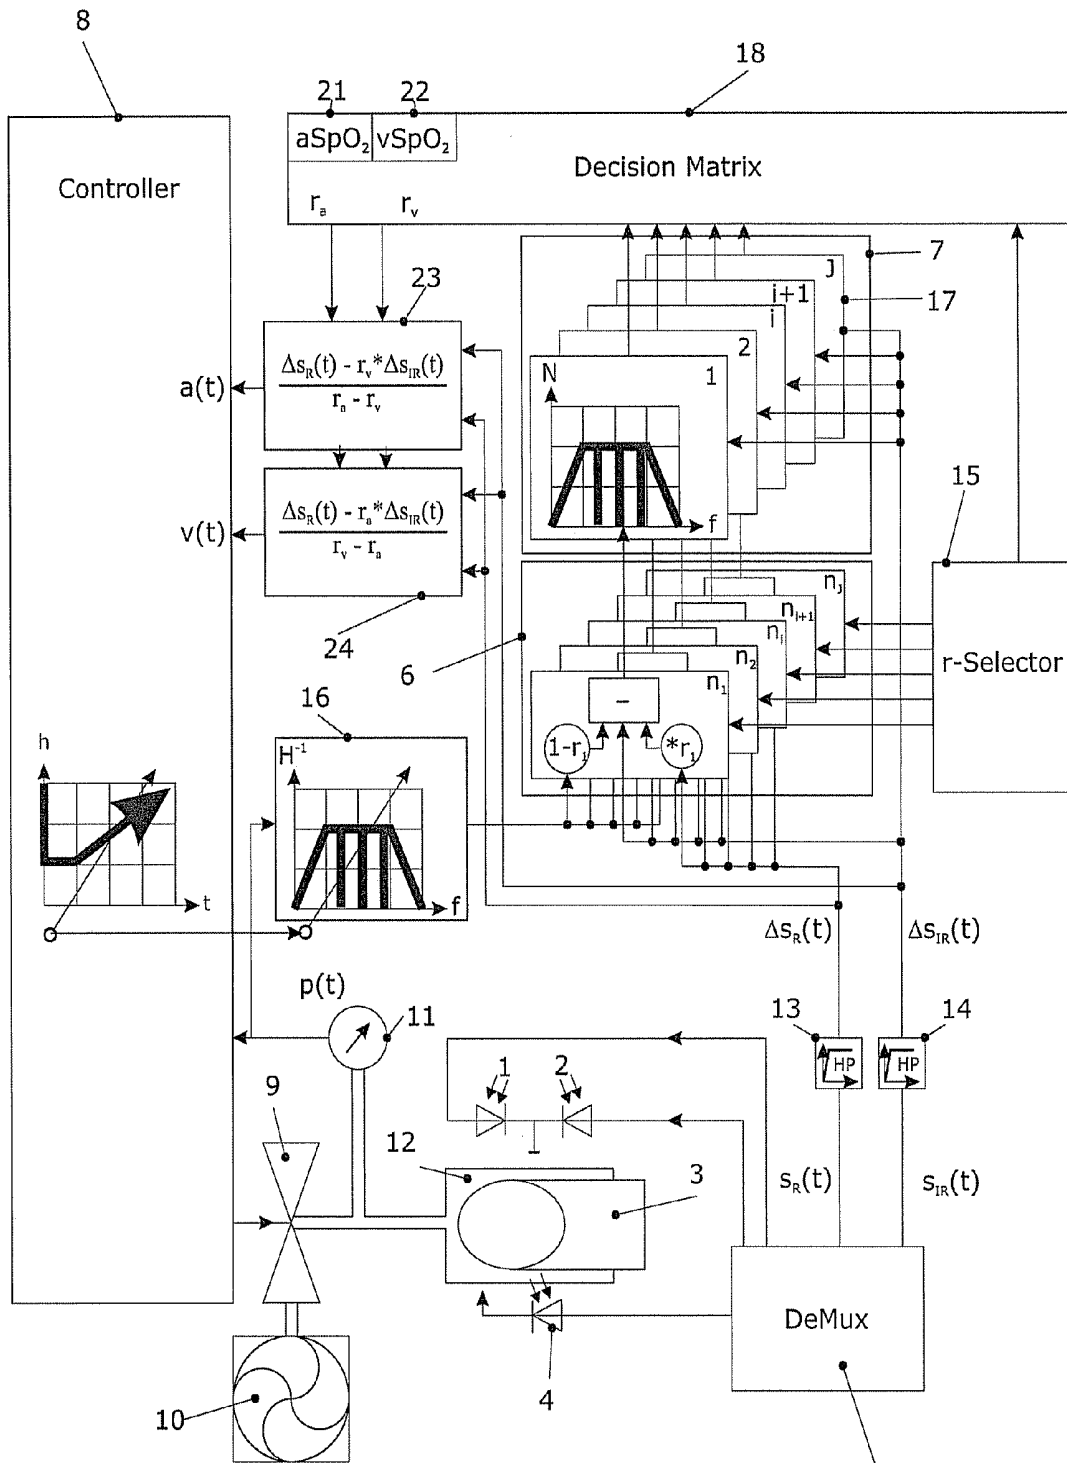 8
18
21 22
aSpO₂ vSpO₂
Decision Matrix
Controller
rₐ rᵥ
7
J
i+1
i
17
2
1
N
f
23
Δs_R(t) - r_v*Δs_IR(t)
r_a - r_v
a(t)
Δs_R(t) - r_a*Δs_IR(t)
r_v - r_a
v(t)
24
15
r-Selector
6
n_J
n_i+1
n_i
n_2
n_1
-
1-r_1
*r_1
16
H⁻¹
f
h
t
Δs_R(t) Δs_IR(t)
p(t)
11
13 14
HP HP
9
1 2
12
3
s_R(t) s_IR(t)
DeMux
4
10